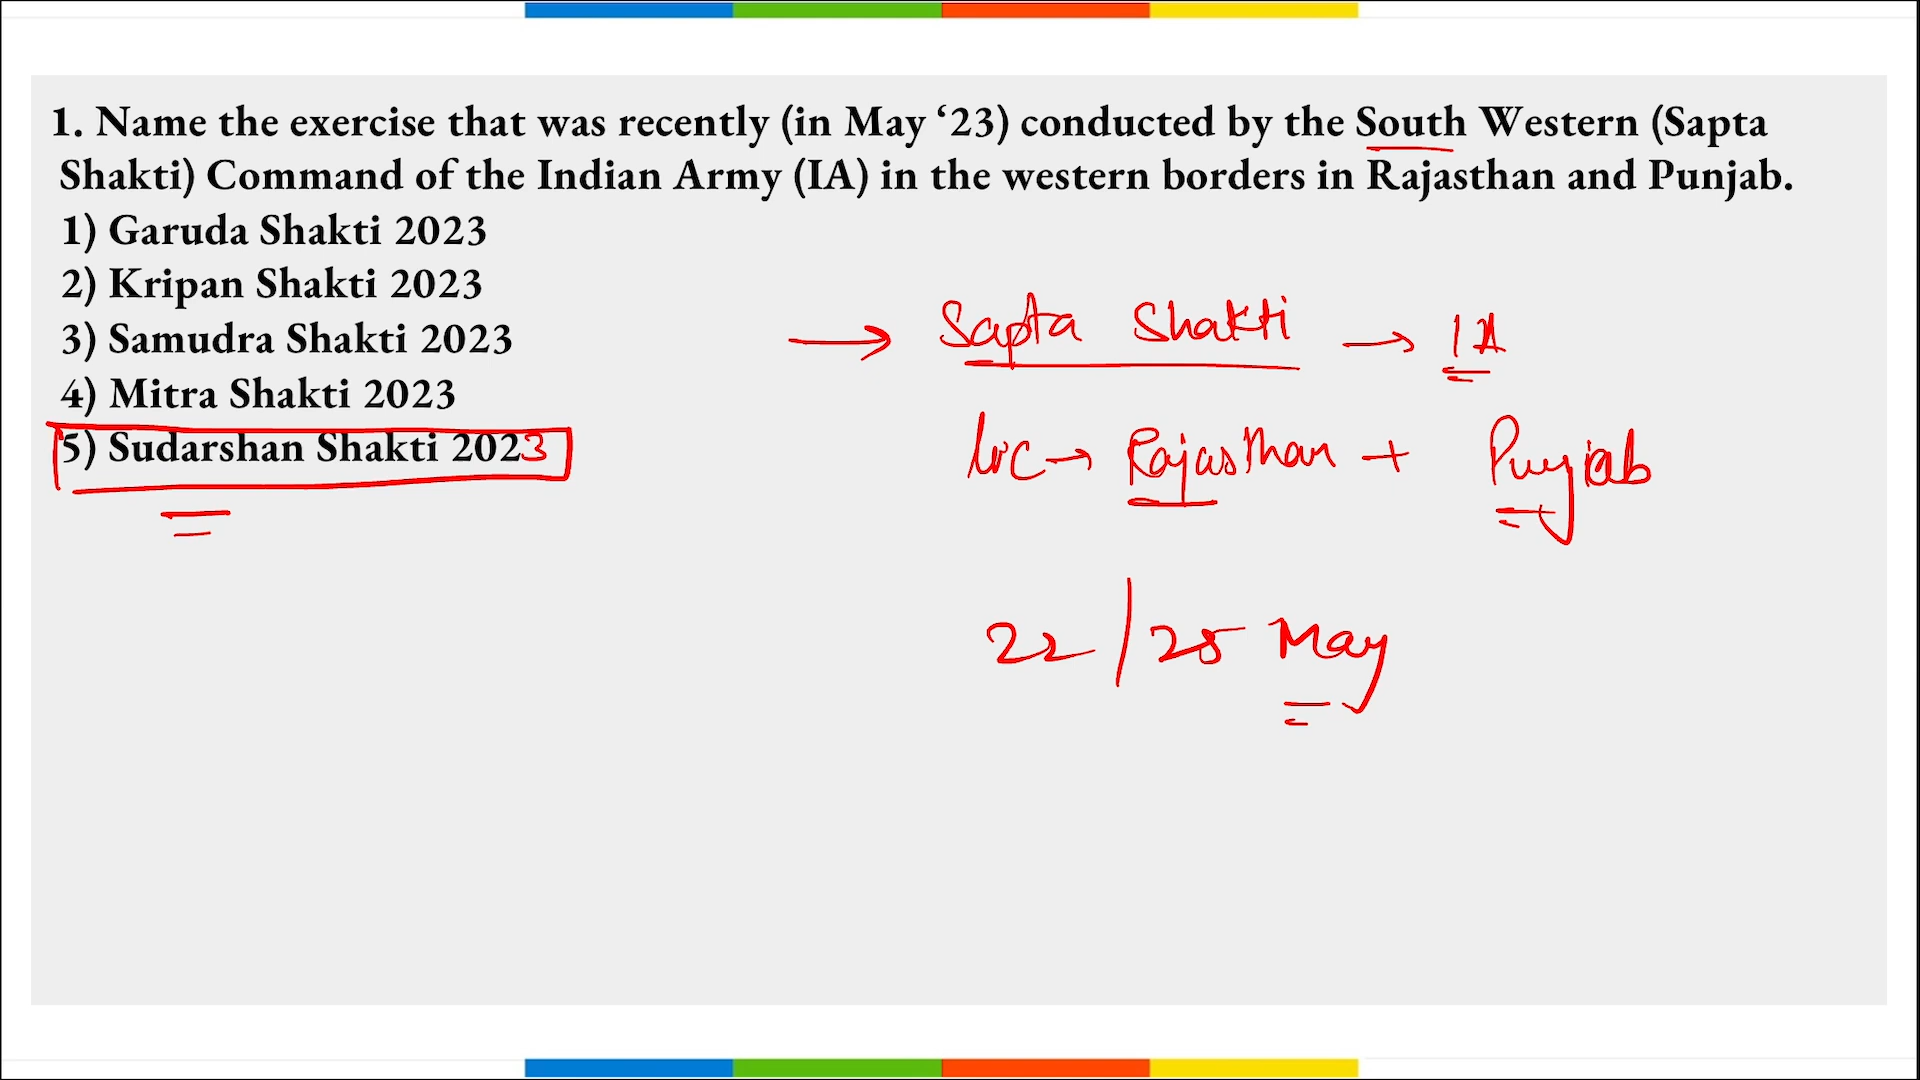 1. Name the exercise that was recently (in May ‘23) conducted by the South Western (Sapta
Shakti) Command of the Indian Army (IA) in the western borders in Rajasthan and Punjab.
1) Garuda Shakti 2023
2) Kripan Shakti 2023
3) Samudra Shakti 2023
4) Mitra Shakti 2023
5) Sudarshan Shakti 2023
→ Sapta Shakti → IA
→ Rajasthan + Punjab
22/25 May